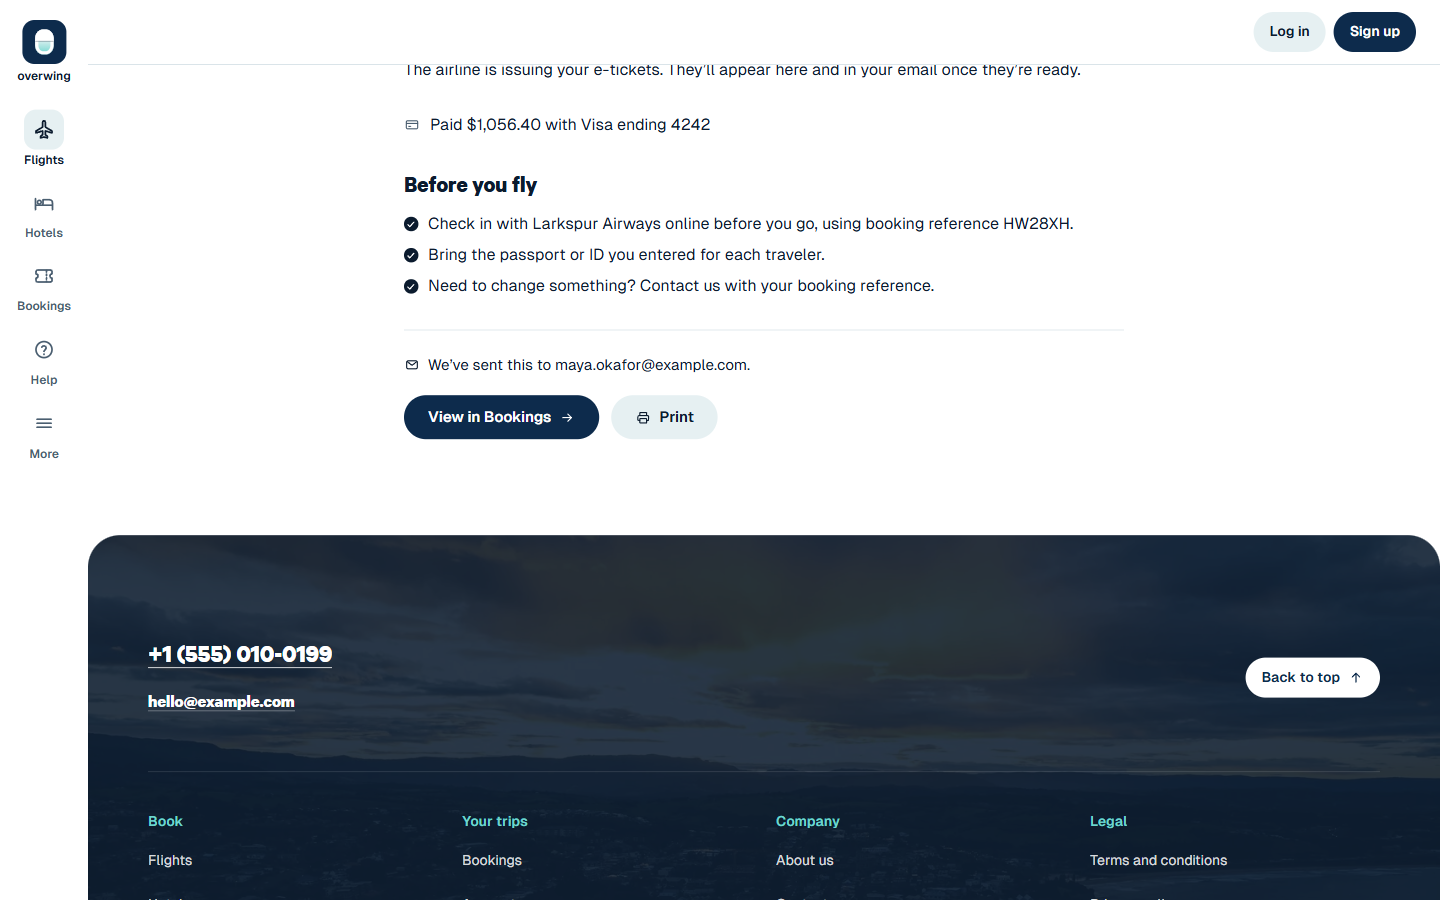 Log in
Sign up
overwing
Flights
Hotels
Bookings
Help
More
The airline is issuing your e-tickets. They'll appear here and in your email once they're ready.
Paid $1,056.40 with Visa ending 4242
Before you fly
Check in with Larkspur Airways online before you go, using booking reference HW28XH.
Bring the passport or ID you entered for each traveler.
Need to change something? Contact us with your booking reference.
We've sent this to maya.okafor@example.com.
View in Bookings →
Print
+1 (555) 010-0199
hello@example.com
Back to top ↑
Book
Your trips
Company
Legal
Flights
Bookings
About us
Terms and conditions